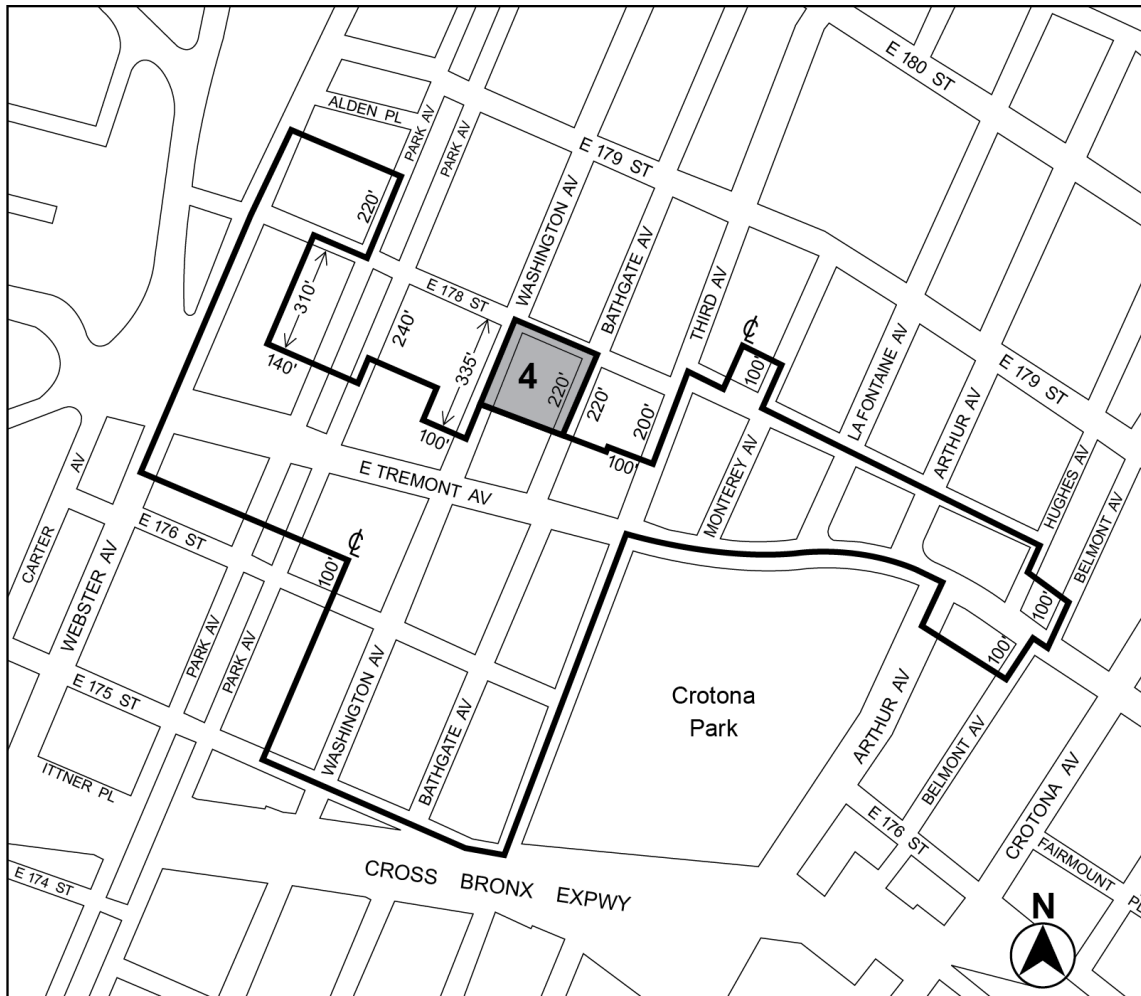 E 180 ST
ALDEN PL
PARK AV
PARK AV
E 179 ST
WASHINGTON AV
BATHGATE AV
THIRD AV
220'
310'
E 178 ST
240'
335'
4
220'
220'
200'
℄
100'
LA FONTAINE AV
ARTHUR AV
E 179 ST
HUGHES AV
BELMONT AV
140'
100'
100'
E TREMONT AV
MONTEREY AV
CARTER AV
WEBSTER AV
E 176 ST
℄
100'
100'
100'
PARK AV
PARK AV
E 175 ST
ITTNER PL
WASHINGTON AV
BATHGATE AV
Crotona
Park
ARTHUR AV
BELMONT AV
CROTONA AV
E 176 ST
FAIRMOUNT PL
E 174 ST
CROSS BRONX EXPWY
N